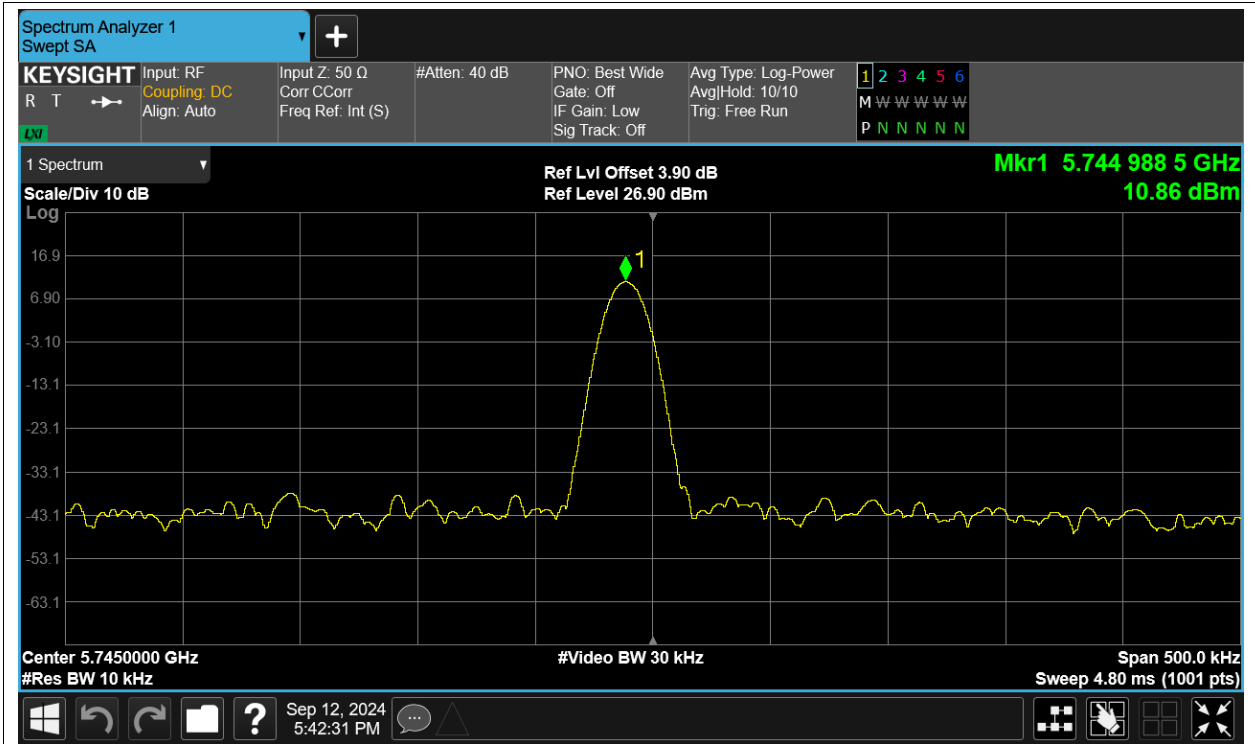 Spectrum Analyzer 1
Swept SA
KEYSIGHT
R T
LXI
Input: RF
Coupling: DC
Align: Auto
Input Z: 50 Ω
Corr CCorr
Freq Ref: Int (S)
#Atten: 40 dB
PNO: Best Wide
Gate: Off
IF Gain: Low
Sig Track: Off
Avg Type: Log-Power
Avg|Hold: 10/10
Trig: Free Run
1 2 3 4 5 6
M W W W W W
P N N N N N
1 Spectrum
Scale/Div 10 dB
Log
Ref Lvl Offset 3.90 dB
Ref Level 26.90 dBm
Mkr1 5.744 988 5 GHz
10.86 dBm
1
16.9
6.90
-3.10
-13.1
-23.1
-33.1
-43.1
-53.1
-63.1
Center 5.7450000 GHz
#Res BW 10 kHz
#Video BW 30 kHz
Span 500.0 kHz
Sweep 4.80 ms (1001 pts)
?
Sep 12, 2024
5:42:31 PM